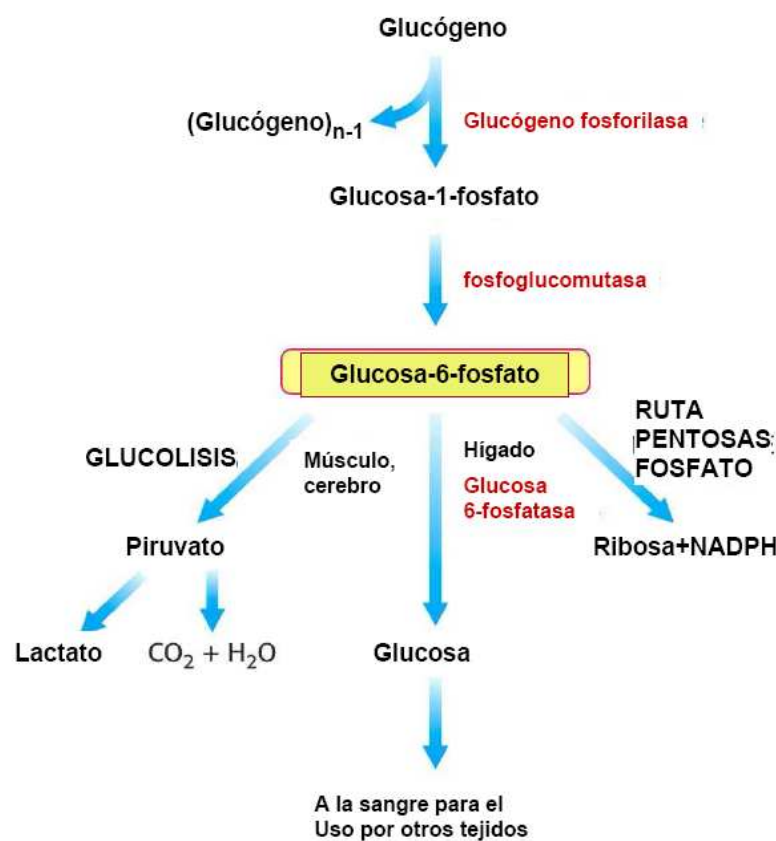 Glucógeno
(Glucógeno)n-1
Glucógeno fosforilasa
Glucosa-1-fosfato
fosfoglucomutasa
Glucosa-6-fosfato
GLUCOLISIS
Músculo,
cerebro
Hígado
Glucosa
6-fosfatasa
RUTA
PENTOSAS
FOSFATO
Piruvato
Ribosa+NADPH
Lactato
CO2 + H2O
Glucosa
A la sangre para el
Uso por otros tejidos